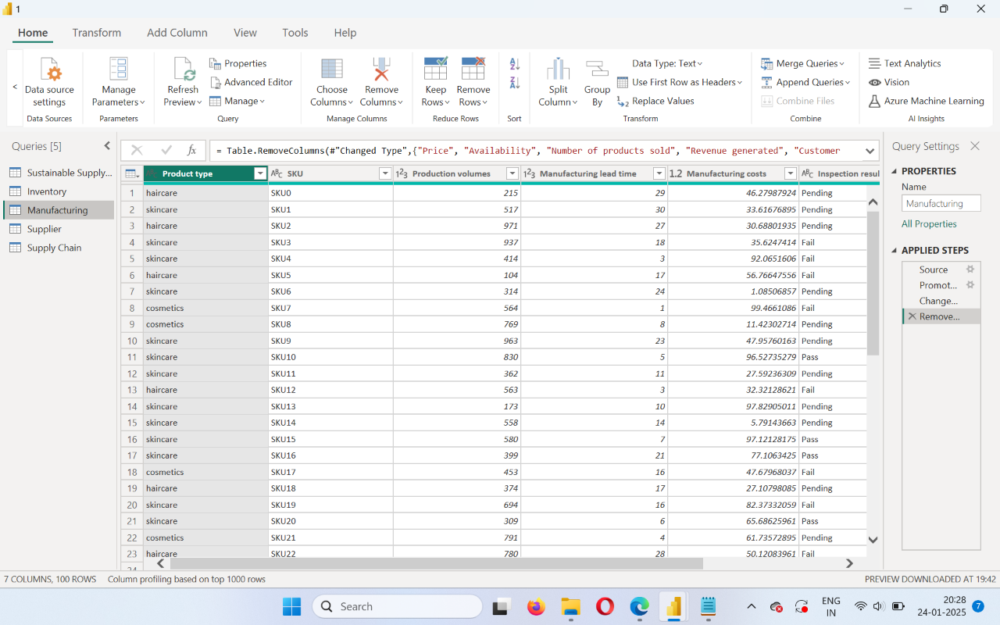 1
Home Transform Add Column View Tools Help
<
Data source settings
Data Sources
Manage Parameters
Parameters
Refresh Preview
Properties
Advanced Editor
Manage
Query
Choose Columns
Remove Columns
Manage Columns
Keep Rows
Remove Rows
Reduce Rows
A Z
Z A
Sort
Split Column
Group By
Data Type: Text
Use First Row as Headers
1 2 Replace Values
Transform
Merge Queries
Append Queries
Combine Files
Combine
Text Analytics
Vision
Azure Machine Learning
AI Insights
Queries [5]
Sustainable Supply...
Inventory
Manufacturing
Supplier
Supply Chain
fx = Table.RemoveColumns(#"Changed Type",{"Price", "Availability", "Number of products sold", "Revenue generated", "Customer
Product type ABC SKU 123 Production volumes 123 Manufacturing lead time 1.2 Manufacturing costs ABC Inspection resul
1 haircare SKU0 215 29 46.27987924 Pending
2 skincare SKU1 517 30 33.61676895 Pending
3 haircare SKU2 971 27 30.68801935 Pending
4 skincare SKU3 937 18 35.6247414 Fail
5 skincare SKU4 414 3 92.0651606 Fail
6 haircare SKU5 104 17 56.76647556 Fail
7 skincare SKU6 314 24 1.08506857 Pending
8 cosmetics SKU7 564 1 99.4661086 Fail
9 cosmetics SKU8 769 8 11.42302714 Pending
10 skincare SKU9 963 23 47.95760163 Pending
11 skincare SKU10 830 5 96.52735279 Pass
12 skincare SKU11 362 11 27.59236309 Pending
13 haircare SKU12 563 3 32.32128621 Fail
14 skincare SKU13 173 10 97.82905011 Pending
15 skincare SKU14 558 14 5.79143663 Pending
16 skincare SKU15 580 7 97.12128175 Pass
17 skincare SKU16 399 21 77.1063425 Pass
18 cosmetics SKU17 453 16 47.67968037 Fail
19 haircare SKU18 374 17 27.10798085 Pending
20 skincare SKU19 694 16 82.37332059 Fail
21 skincare SKU20 309 6 65.68625961 Pass
22 cosmetics SKU21 791 4 61.73572895 Pending
23 haircare SKU22 780 28 50.12083961 Fail
24
Query Settings
PROPERTIES
Name
Manufacturing
All Properties
APPLIED STEPS
Source
Promot...
Change...
Remove...
7 COLUMNS, 100 ROWS Column profiling based on top 1000 rows PREVIEW DOWNLOADED AT 19:42
Search
ENG
IN
20:28
24-01-2025
7